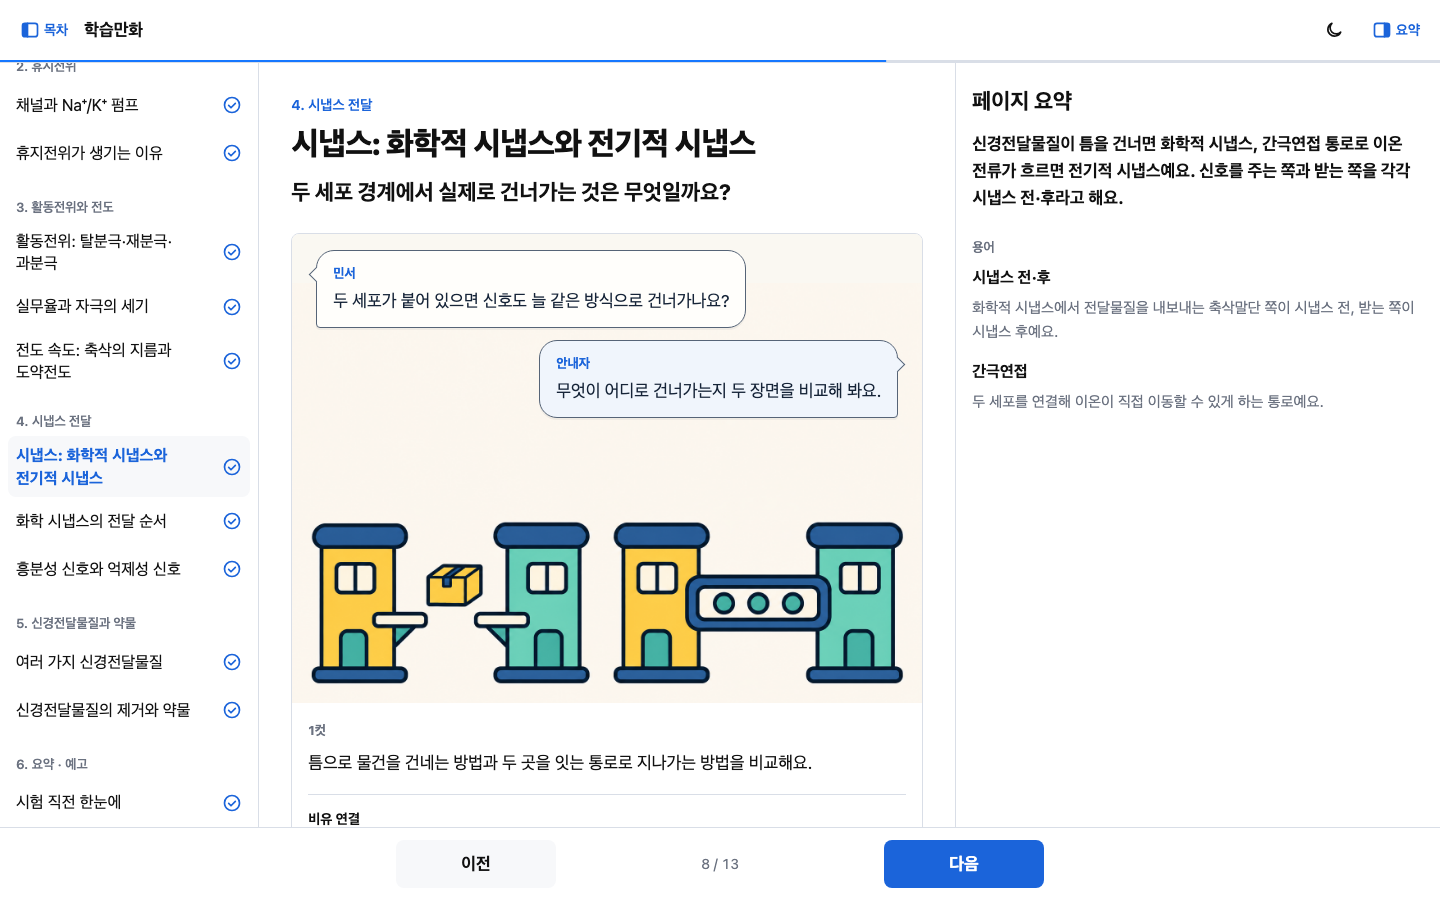 목차
학습만화
요약
2. 휴지전위
채널과 Na⁺/K⁺ 펌프
휴지전위가 생기는 이유
3. 활동전위와 전도
활동전위: 탈분극·재분극·
과분극
실무율과 자극의 세기
전도 속도: 축삭의 지름과
도약전도
4. 시냅스 전달
시냅스: 화학적 시냅스와
전기적 시냅스
화학 시냅스의 전달 순서
흥분성 신호와 억제성 신호
5. 신경전달물질과 약물
여러 가지 신경전달물질
신경전달물질의 제거와 약물
6. 요약 · 예고
시험 직전 한눈에
4. 시냅스 전달
시냅스: 화학적 시냅스와 전기적 시냅스
두 세포 경계에서 실제로 건너가는 것은 무엇일까요?
민서
두 세포가 붙어 있으면 신호도 늘 같은 방식으로 건너가나요?
안내자
무엇이 어디로 건너가는지 두 장면을 비교해 봐요.
1컷
틈으로 물건을 건네는 방법과 두 곳을 잇는 통로로 지나가는 방법을 비교해요.
비유 연결
페이지 요약
신경전달물질이 틈을 건너면 화학적 시냅스, 간극연접 통로로 이온
전류가 흐르면 전기적 시냅스예요. 신호를 주는 쪽과 받는 쪽을 각각
시냅스 전·후라고 해요.
용어
시냅스 전·후
화학적 시냅스에서 전달물질을 내보내는 축삭말단 쪽이 시냅스 전, 받는 쪽이
시냅스 후예요.
간극연접
두 세포를 연결해 이온이 직접 이동할 수 있게 하는 통로예요.
이전
8 / 13
다음